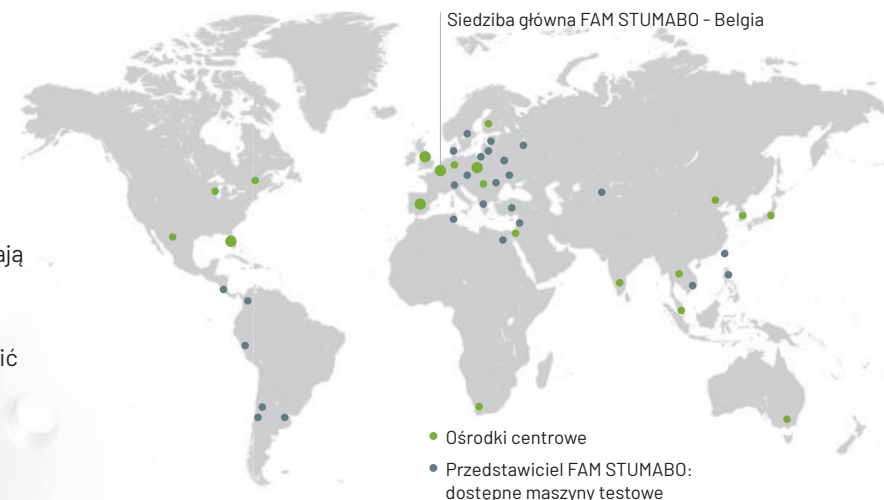 Siedziba główna FAM STUMABO - Belgia
ają
ić
Ośrodki centrowe
Przedstawiciel FAM STUMABO:
dostępne maszyny testowe